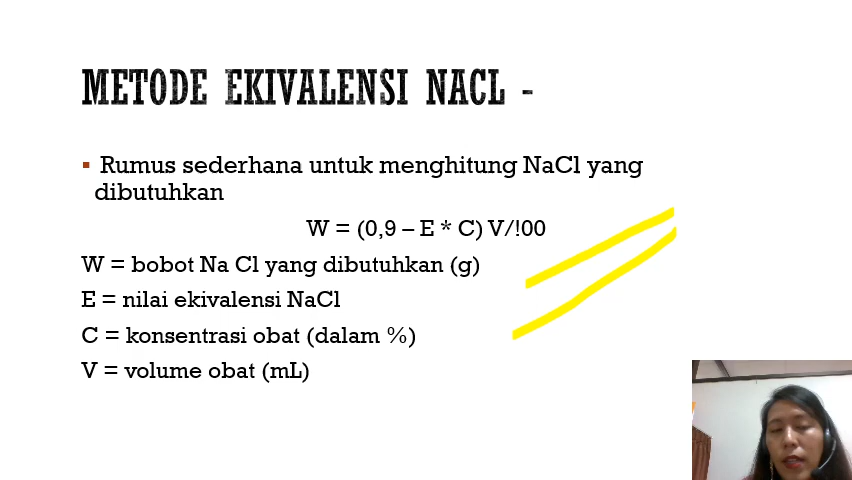 METODE EKIVALENSI NACL -
Rumus sederhana untuk menghitung NaCl yang
dibutuhkan
W = (0,9 – E * C) V/!00
W = bobot Na Cl yang dibutuhkan (g)
E = nilai ekivalensi NaCl
C = konsentrasi obat (dalam %)
V = volume obat (mL)